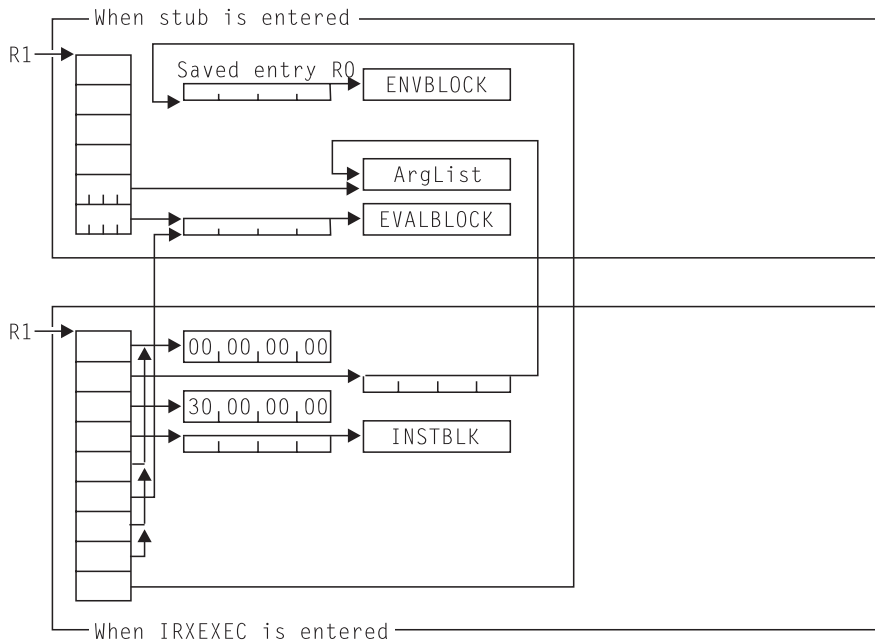 When stub is entered
R1
Saved entry R0
ENVBLOCK
ArgList
EVALBLOCK
R1
00 00 00 00
30 00 00 00
INSTBLK
When IRXEXEC is entered